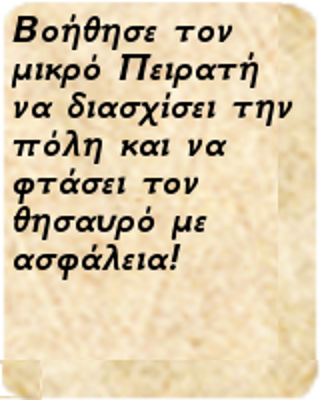 Βοήθησε τον
μικρό Πειρατή
να διασχίσει την
πόλη και να
φτάσει τον
θησαυρό με
ασφάλεια!